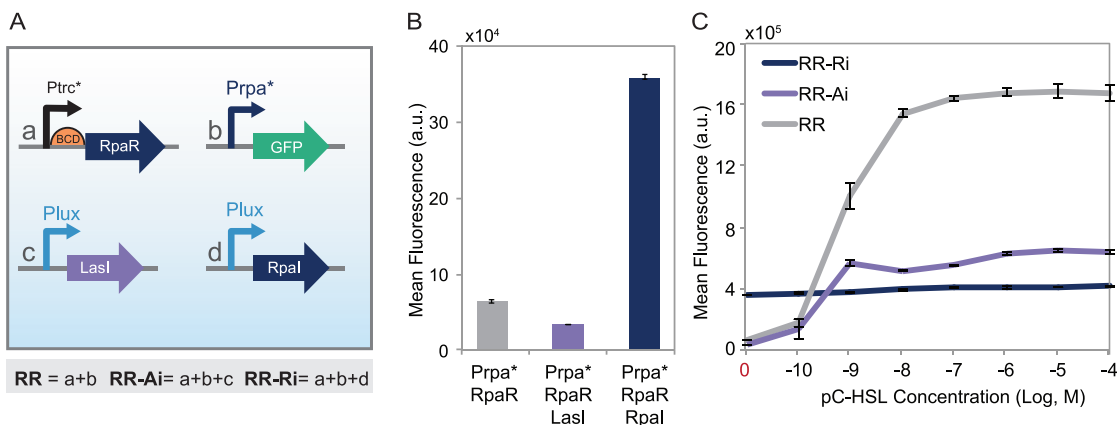 A
Ptrc*
a
BCD
RpaR
Prpa*
b
GFP
Plux
c
LasI
Plux
d
RpaI
RR = a+b RR-Ai= a+b+c RR-Ri= a+b+d
B
x10⁴
Mean Fluorescence (a.u.)
40
30
20
10
0
Prpa*
RpaR
Prpa*
RpaR
LasI
Prpa*
RpaR
RpaI
C
x10⁵
Mean Fluorescence (a.u.)
20
16
12
8
4
0
RR-Ri
RR-Ai
RR
0 -10 -9 -8 -7 -6 -5 -4
pC-HSL Concentration (Log, M)